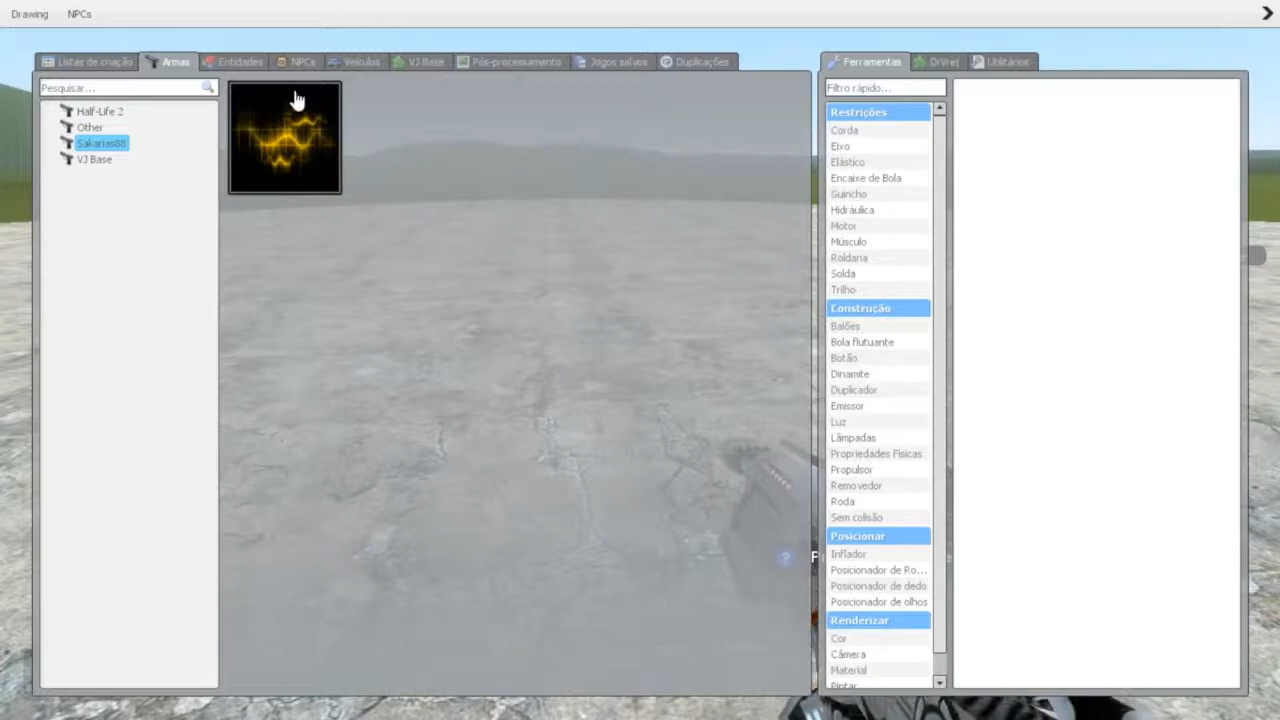 Drawing NPCs
Listas de criação Armas Entidades NPCs Veículos VJ Base Pós-processamento Jogos salvos Duplicações
Pesquisar...
Half-Life 2
Other
Sakarias88
VJ Base
Ferramentas DrVrej Utilitários
Filtro rápido...
Restrições
Corda
Eixo
Elástico
Encaixe de Bola
Guincho
Hidráulica
Motor
Músculo
Roldana
Solda
Trilho
Construção
Balões
Bola flutuante
Botão
Dinamite
Duplicador
Emissor
Luz
Lâmpadas
Propriedades Físicas
Propulsor
Removedor
Roda
Sem colisão
Posicionar
Inflador
Posicionador de Ro...
Posicionador de dedo
Posicionador de olhos
Renderizar
Cor
Câmera
Material
Pintar